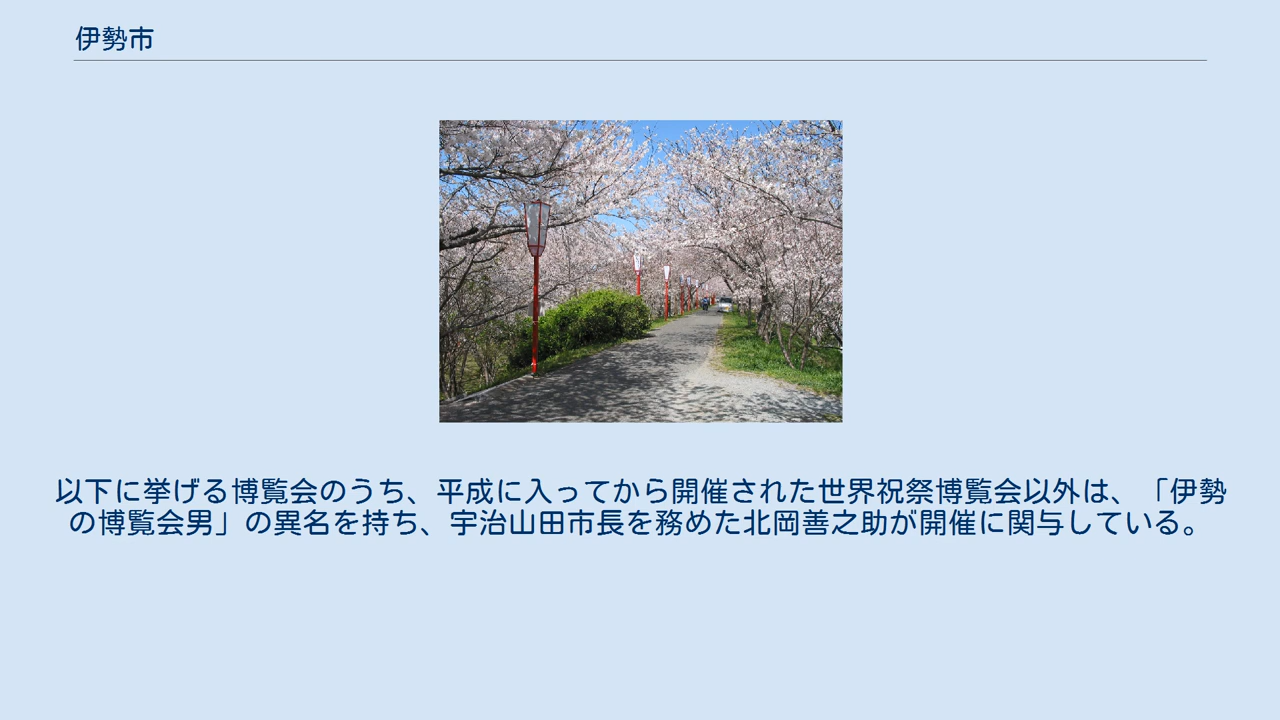 伊勢市
以下に挙げる博覧会のうち、平成に入ってから開催された世界祝祭博覧会以外は、「伊勢
の博覧会男」の異名を持ち、宇治山田市長を務めた北岡善之助が開催に関与している。